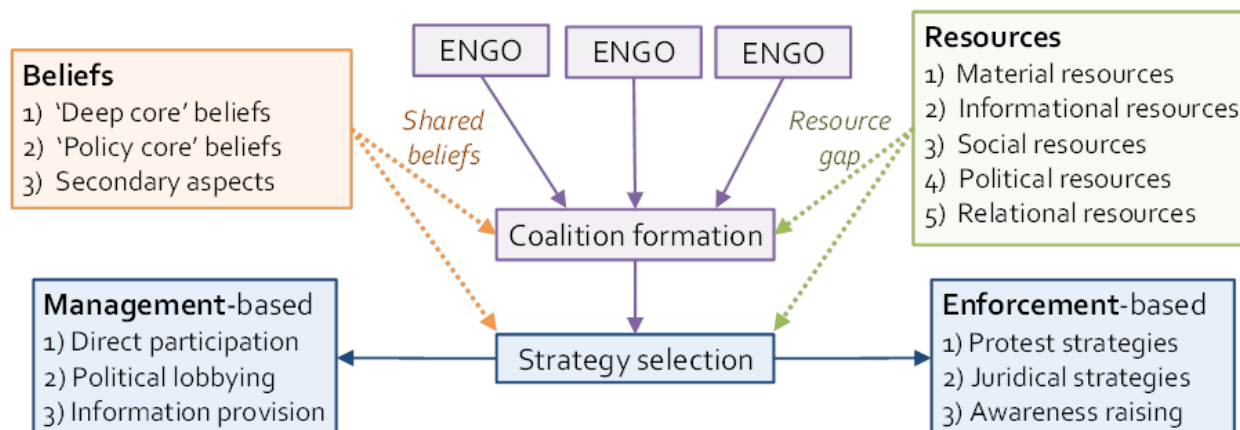 ENGO
ENGO
ENGO
Beliefs
1) ‘Deep core’ beliefs
2) ‘Policy core’ beliefs
3) Secondary aspects
Shared
beliefs
Resource
gap
Resources
1) Material resources
2) Informational resources
3) Social resources
4) Political resources
5) Relational resources
Coalition formation
Management-based
1) Direct participation
2) Political lobbying
3) Information provision
Strategy selection
Enforcement-based
1) Protest strategies
2) Juridical strategies
3) Awareness raising